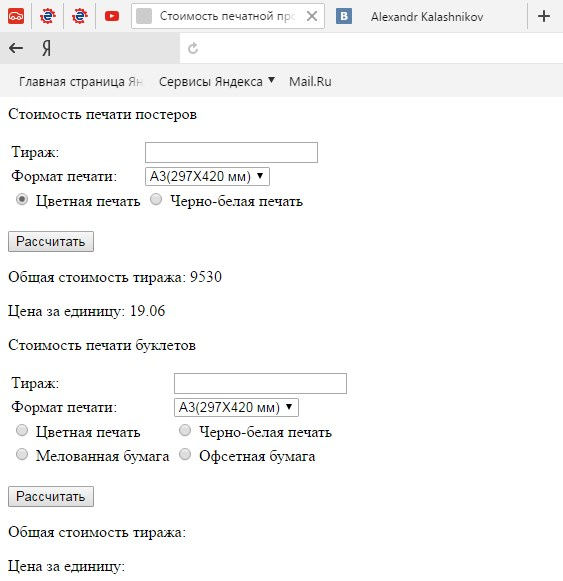 Стоимость печатной про
Alexandr Kalashnikov
Я
Главная страница Ян Сервисы Яндекса Mail.Ru
Стоимость печати постеров
Тираж:
Формат печати: А3(297Х420 мм)
Цветная печать Черно-белая печать
Рассчитать
Общая стоимость тиража: 9530
Цена за единицу: 19.06
Стоимость печати буклетов
Тираж:
Формат печати: А3(297Х420 мм)
Цветная печать Черно-белая печать
Мелованная бумага Офсетная бумага
Рассчитать
Общая стоимость тиража:
Цена за единицу: